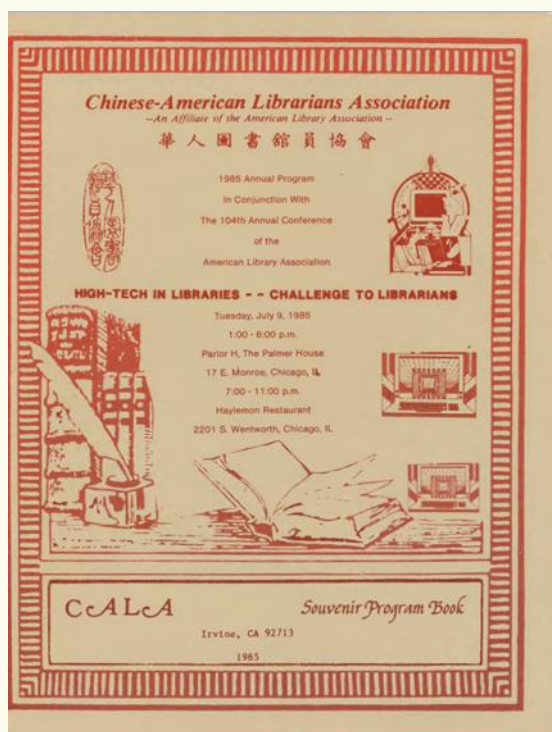 Chinese-American Librarians Association
--An Affiliate of the American Library Association --
華人圖書館員協會
1985 Annual Program
In Conjunction With
The 104th Annual Conference
of the
American Library Association
HIGH-TECH IN LIBRARIES - - CHALLENGE TO LIBRARIANS
Tuesday, July 9, 1985
1:00 - 6:00 p.m.
Parlor H, The Palmer House
17 E. Monroe, Chicago, IL
7:00 - 11:00 p.m.
Haylemon Restaurant
2201 S. Wentworth, Chicago, IL
CALA
Souvenir Program Book
Irvine, CA 92713
1985